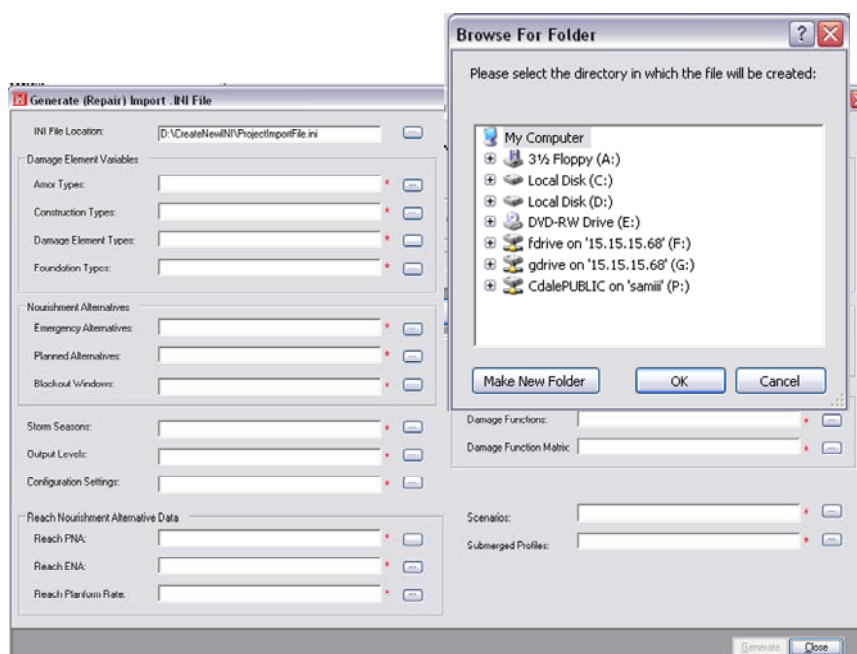 Generate (Repair) Import .INI File
INI File Location:
D:\CreateNewINI\ProjectImportFile.ini
...
Damage Element Variables
Amor Types:
*
...
Construction Types:
*
...
Damage Element Types:
*
Foundation Types:
*
Nourishment Alternatives
Emergency Alternatives:
*
...
Planned Alternatives:
*
...
Blockout Windows:
*
Storm Seasons:
*
...
Output Levels:
*
...
Configuration Settings:
*
...
Reach Nourishment Alternative Data
Reach PNA:
*
Reach ENA:
*
...
Reach Planform Rate:
*
...
Browse For Folder
?
Please select the directory in which the file will be created:
My Computer
3½ Floppy (A:)
Local Disk (C:)
Local Disk (D:)
DVD-RW Drive (E:)
fdrive on '15.15.15.68' (F:)
gdrive on '15.15.15.68' (G:)
CdalePUBLIC on 'samiii' (P:)
Make New Folder
OK
Cancel
Damage Functions:
*
...
Damage Function Matrix:
*
...
Scenarios:
*
...
Submerged Profiles:
*
...
Generate
Close